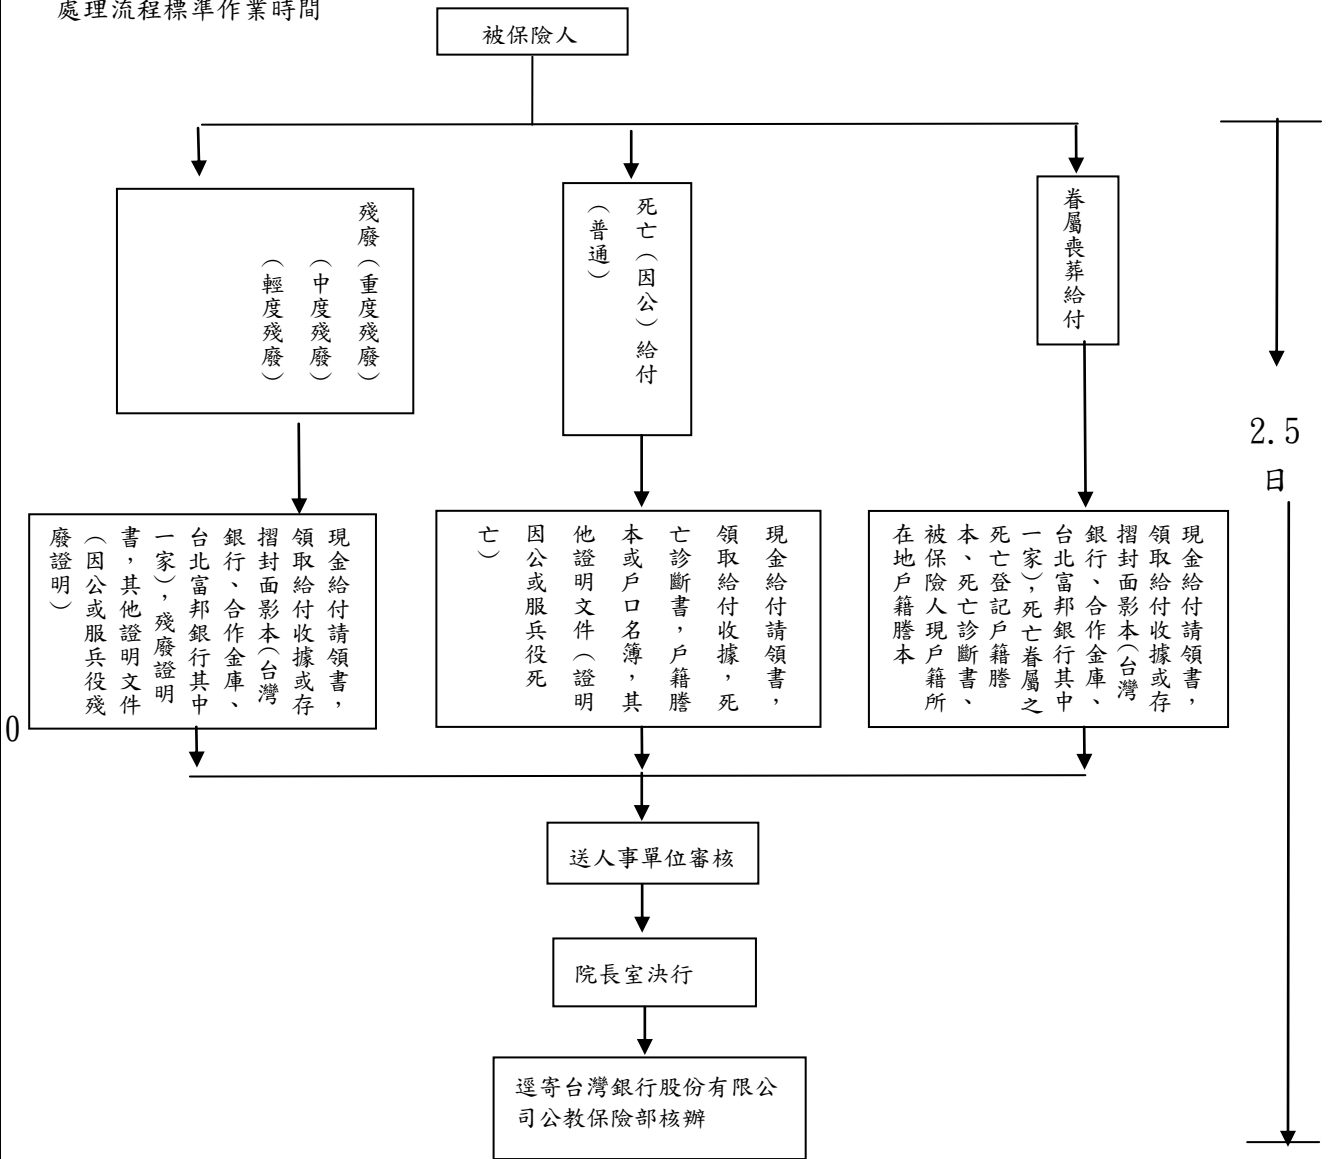 處理流程標準作業時間
被保險人
殘廢（重度殘廢）
（中度殘廢）
（輕度殘廢）
死亡（因公）給付
（普通）
眷屬喪葬給付
2.5
日
現金給付請領書，
領取給付收據或存
摺封面影本(台灣
銀行、合作金庫、
台北富邦銀行其中
一家)，殘廢證明
書，其他證明文件
（因公或服兵役殘
廢證明）
現金給付請領書，
領取給付收據，死
亡診斷書，戶籍謄
本或戶口名簿，其
他證明文件（證明
因公或服兵役死
亡）
現金給付請領書，
領取給付收據或存
摺封面影本(台灣
銀行、合作金庫、
台北富邦銀行其中
一家)，死亡眷屬之
死亡登記戶籍謄
本、死亡診斷書、
被保險人現戶籍所
在地戶籍謄本
0
送人事單位審核
院長室決行
逕寄台灣銀行股份有限公
司公教保險部核辦